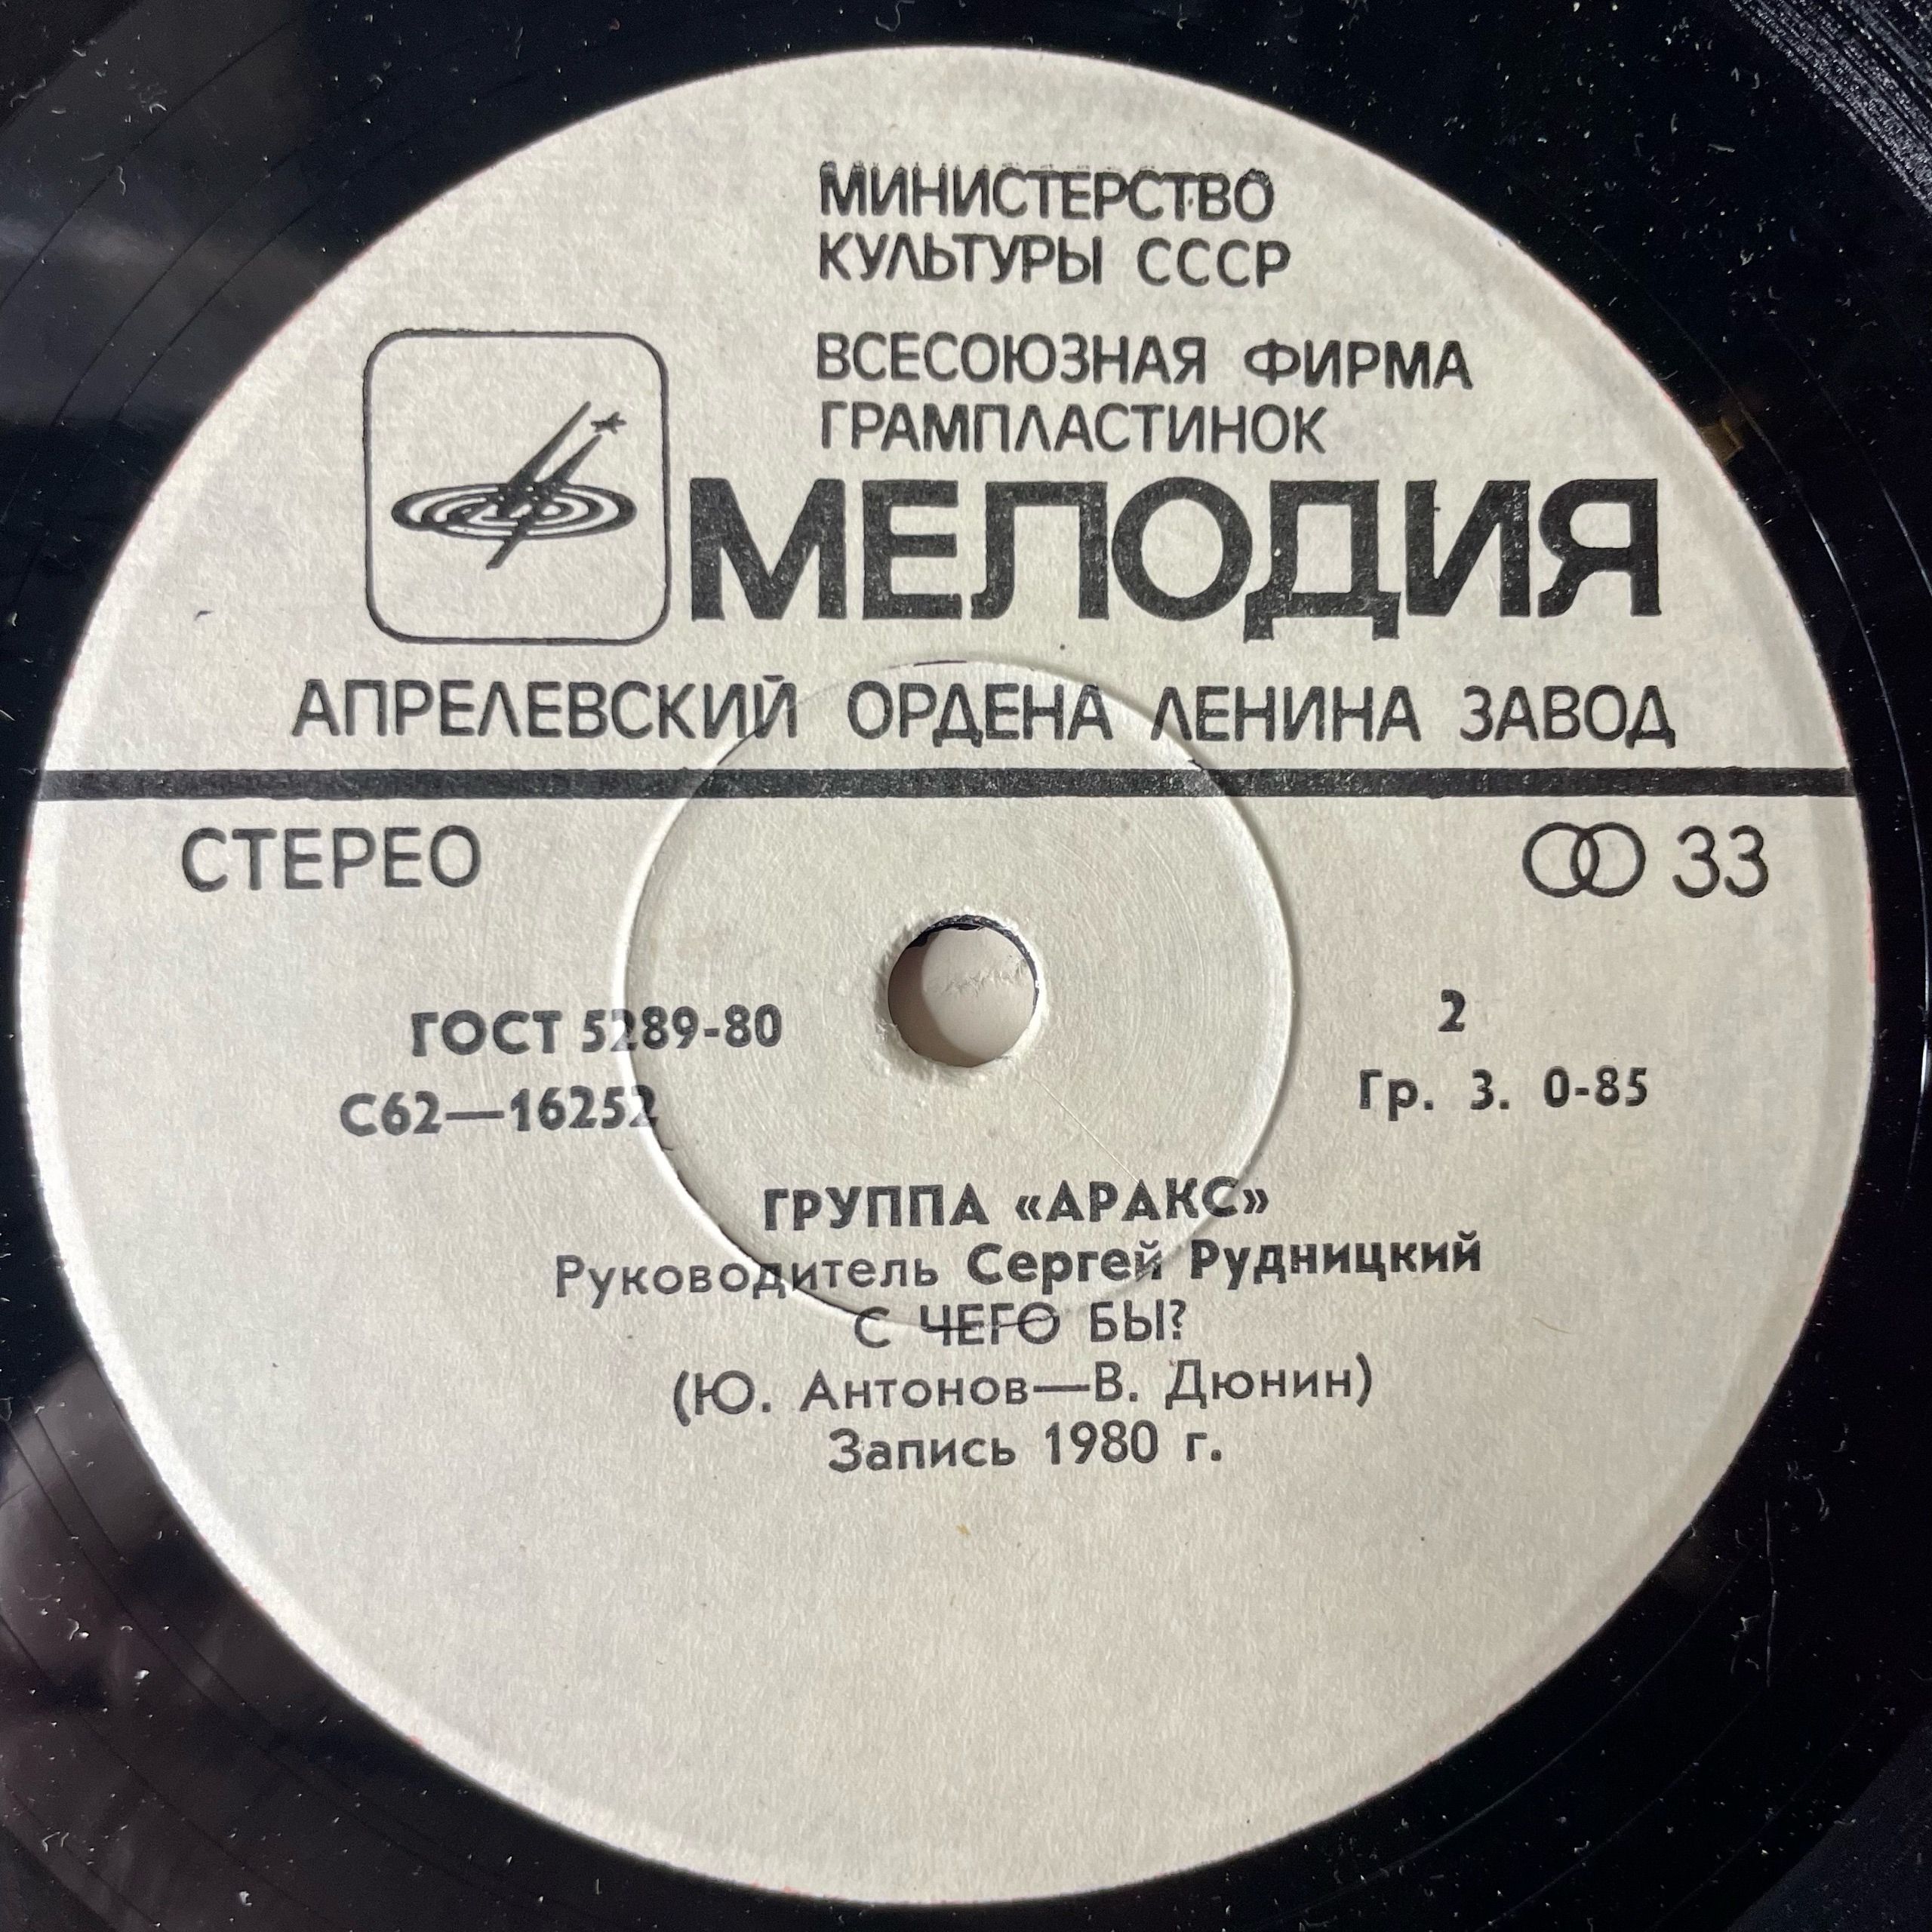 МИНИСТЕРСТВО
КУЛЬТУРЫ СССР
ВСЕСОЮЗНАЯ ФИРМА
ГРАМПЛАСТИНОК
МЕЛОДИЯ
АПРЕЛЕВСКИЙ ОРДЕНА ЛЕНИНА ЗАВОД
СТЕРЕО 33
ГОСТ 5289-80 2
С62—16252 Гр. 3. 0-85
ГРУППА «АРАКС»
Руководитель Сергей Рудницкий
С ЧЕГО БЫ?
(Ю. Антонов—В. Дюнин)
Запись 1980 г.